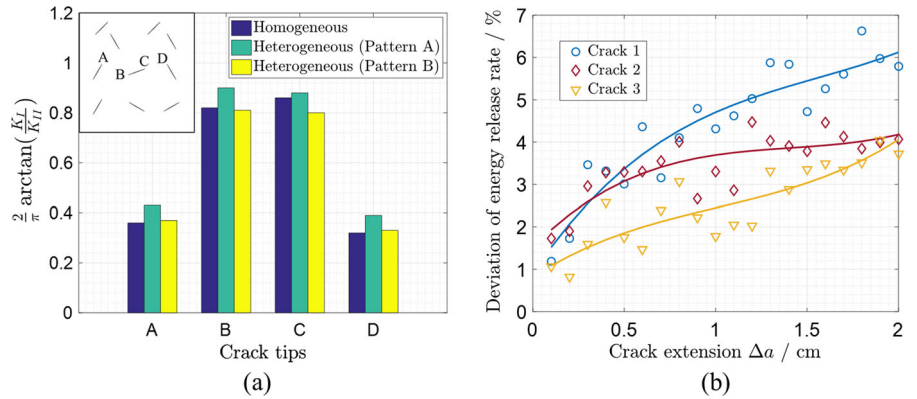 1.2
1
0.8
0.6
0.4
0.2
0
2/π arctan(K_I/K_II)
A
B
C D
Homogeneous
Heterogeneous (Pattern A)
Heterogeneous (Pattern B)
A B C D
Crack tips
(a)
7
6
5
4
3
2
1
0
Deviation of energy release rate / %
Crack 1
Crack 2
Crack 3
0 0.5 1 1.5 2
Crack extension Δa / cm
(b)